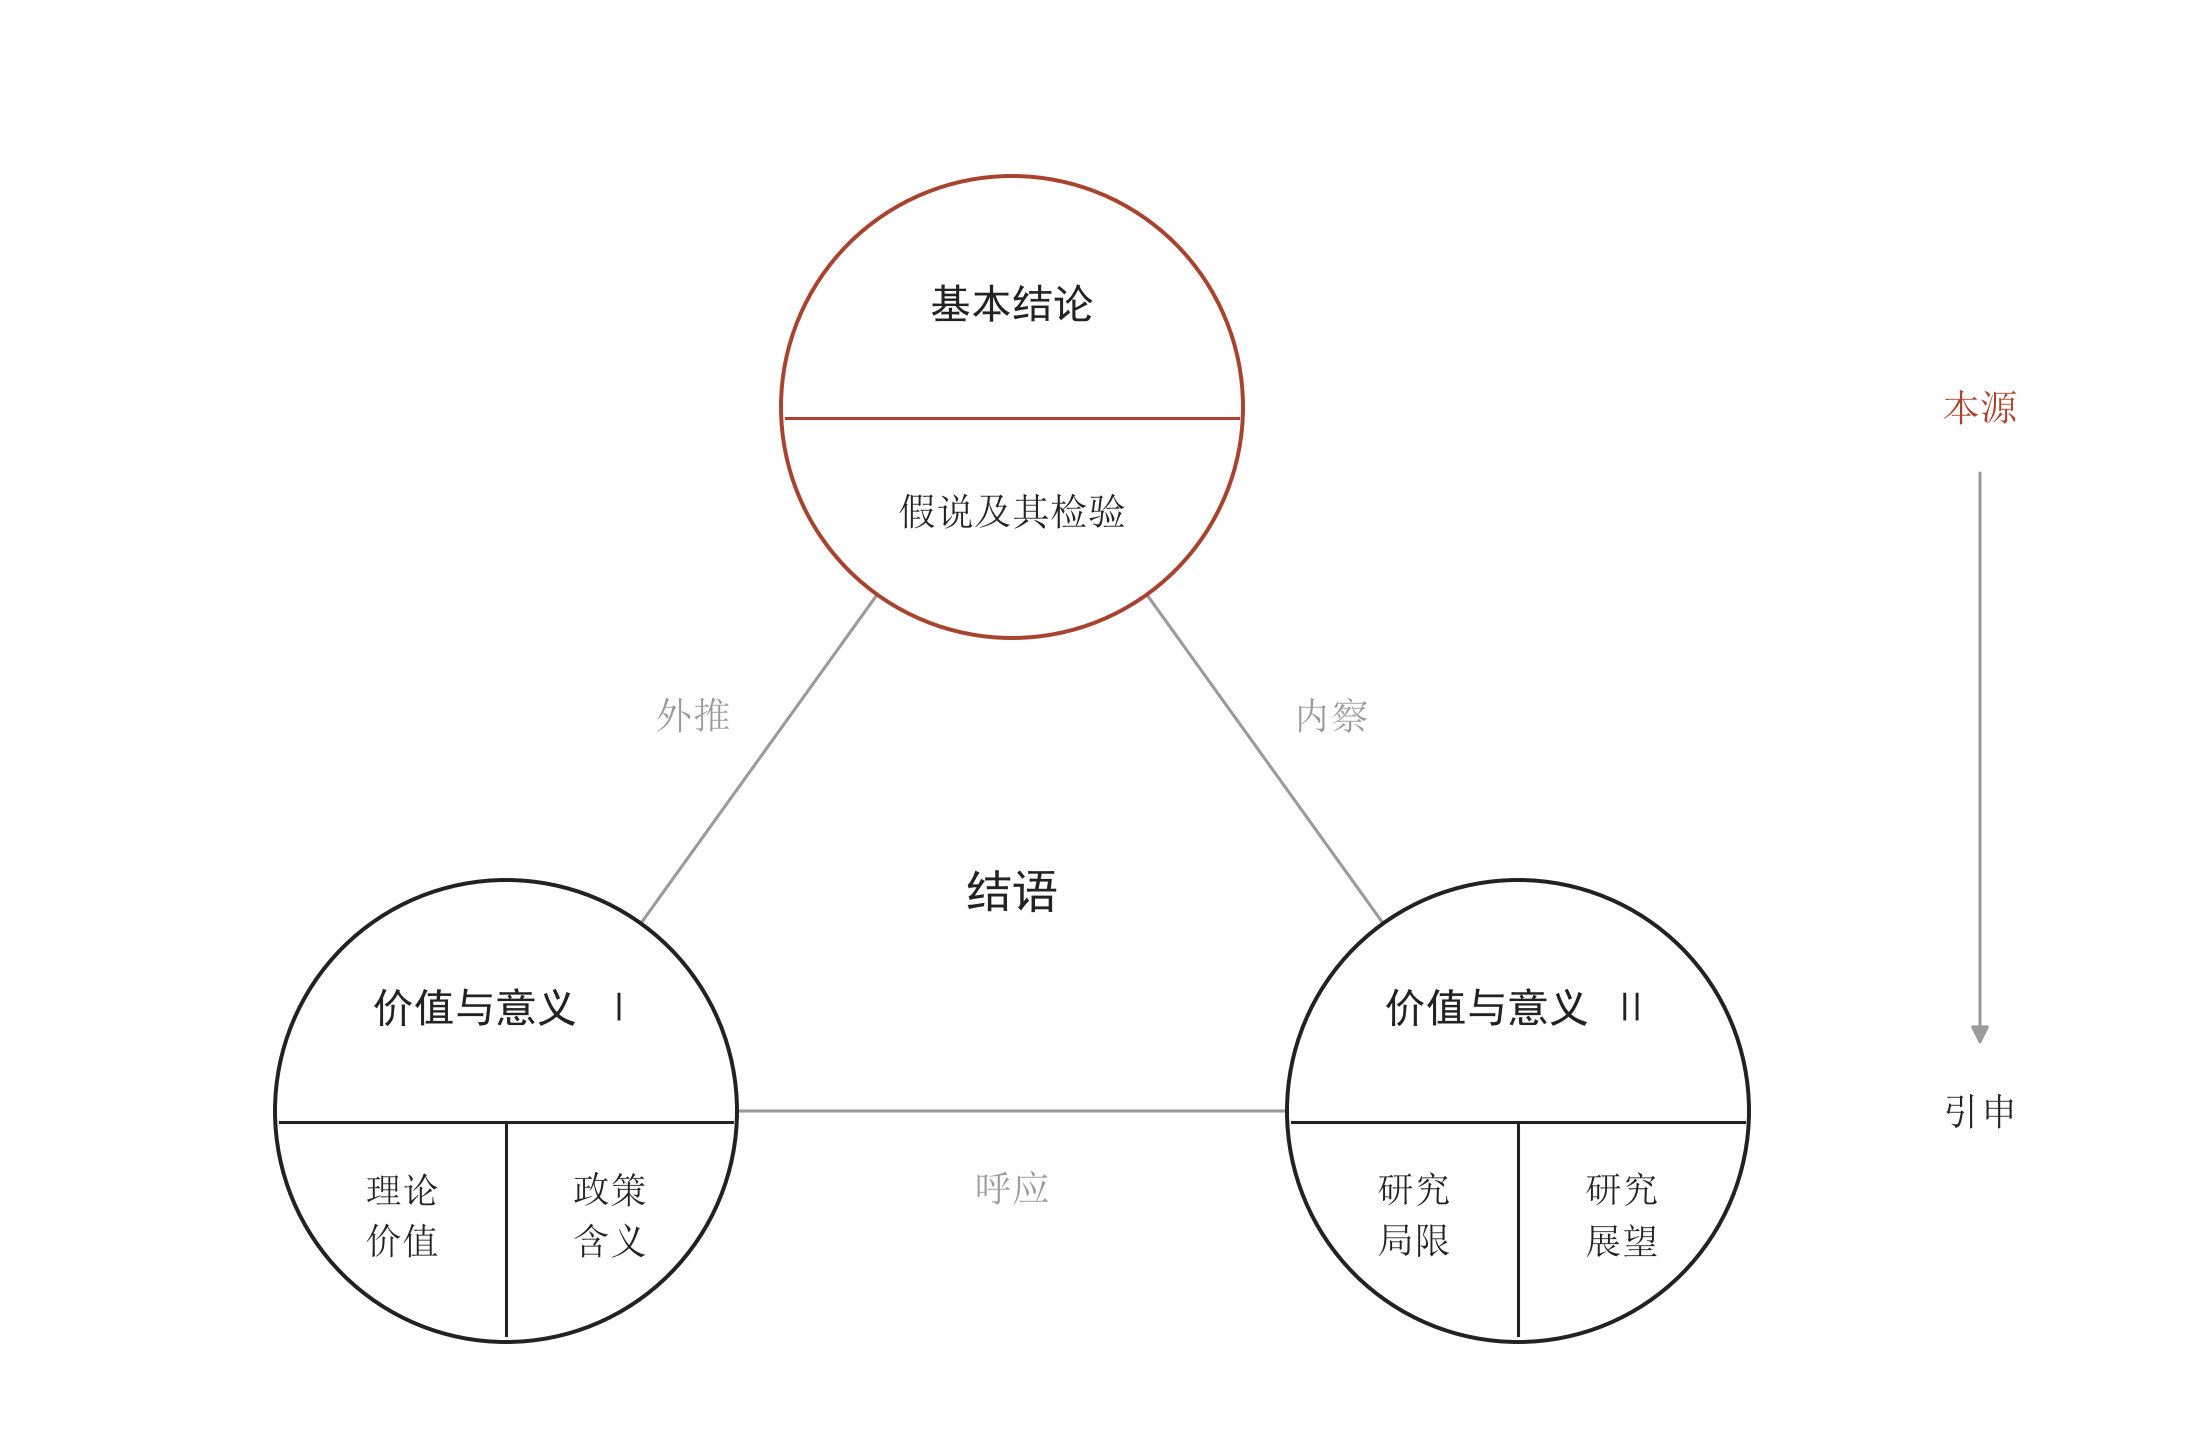 基本结论
假说及其检验
本源
外推
内察
结语
价值与意义 Ⅰ
价值与意义 Ⅱ
理论
价值
政策
含义
呼应
研究
局限
研究
展望
引申